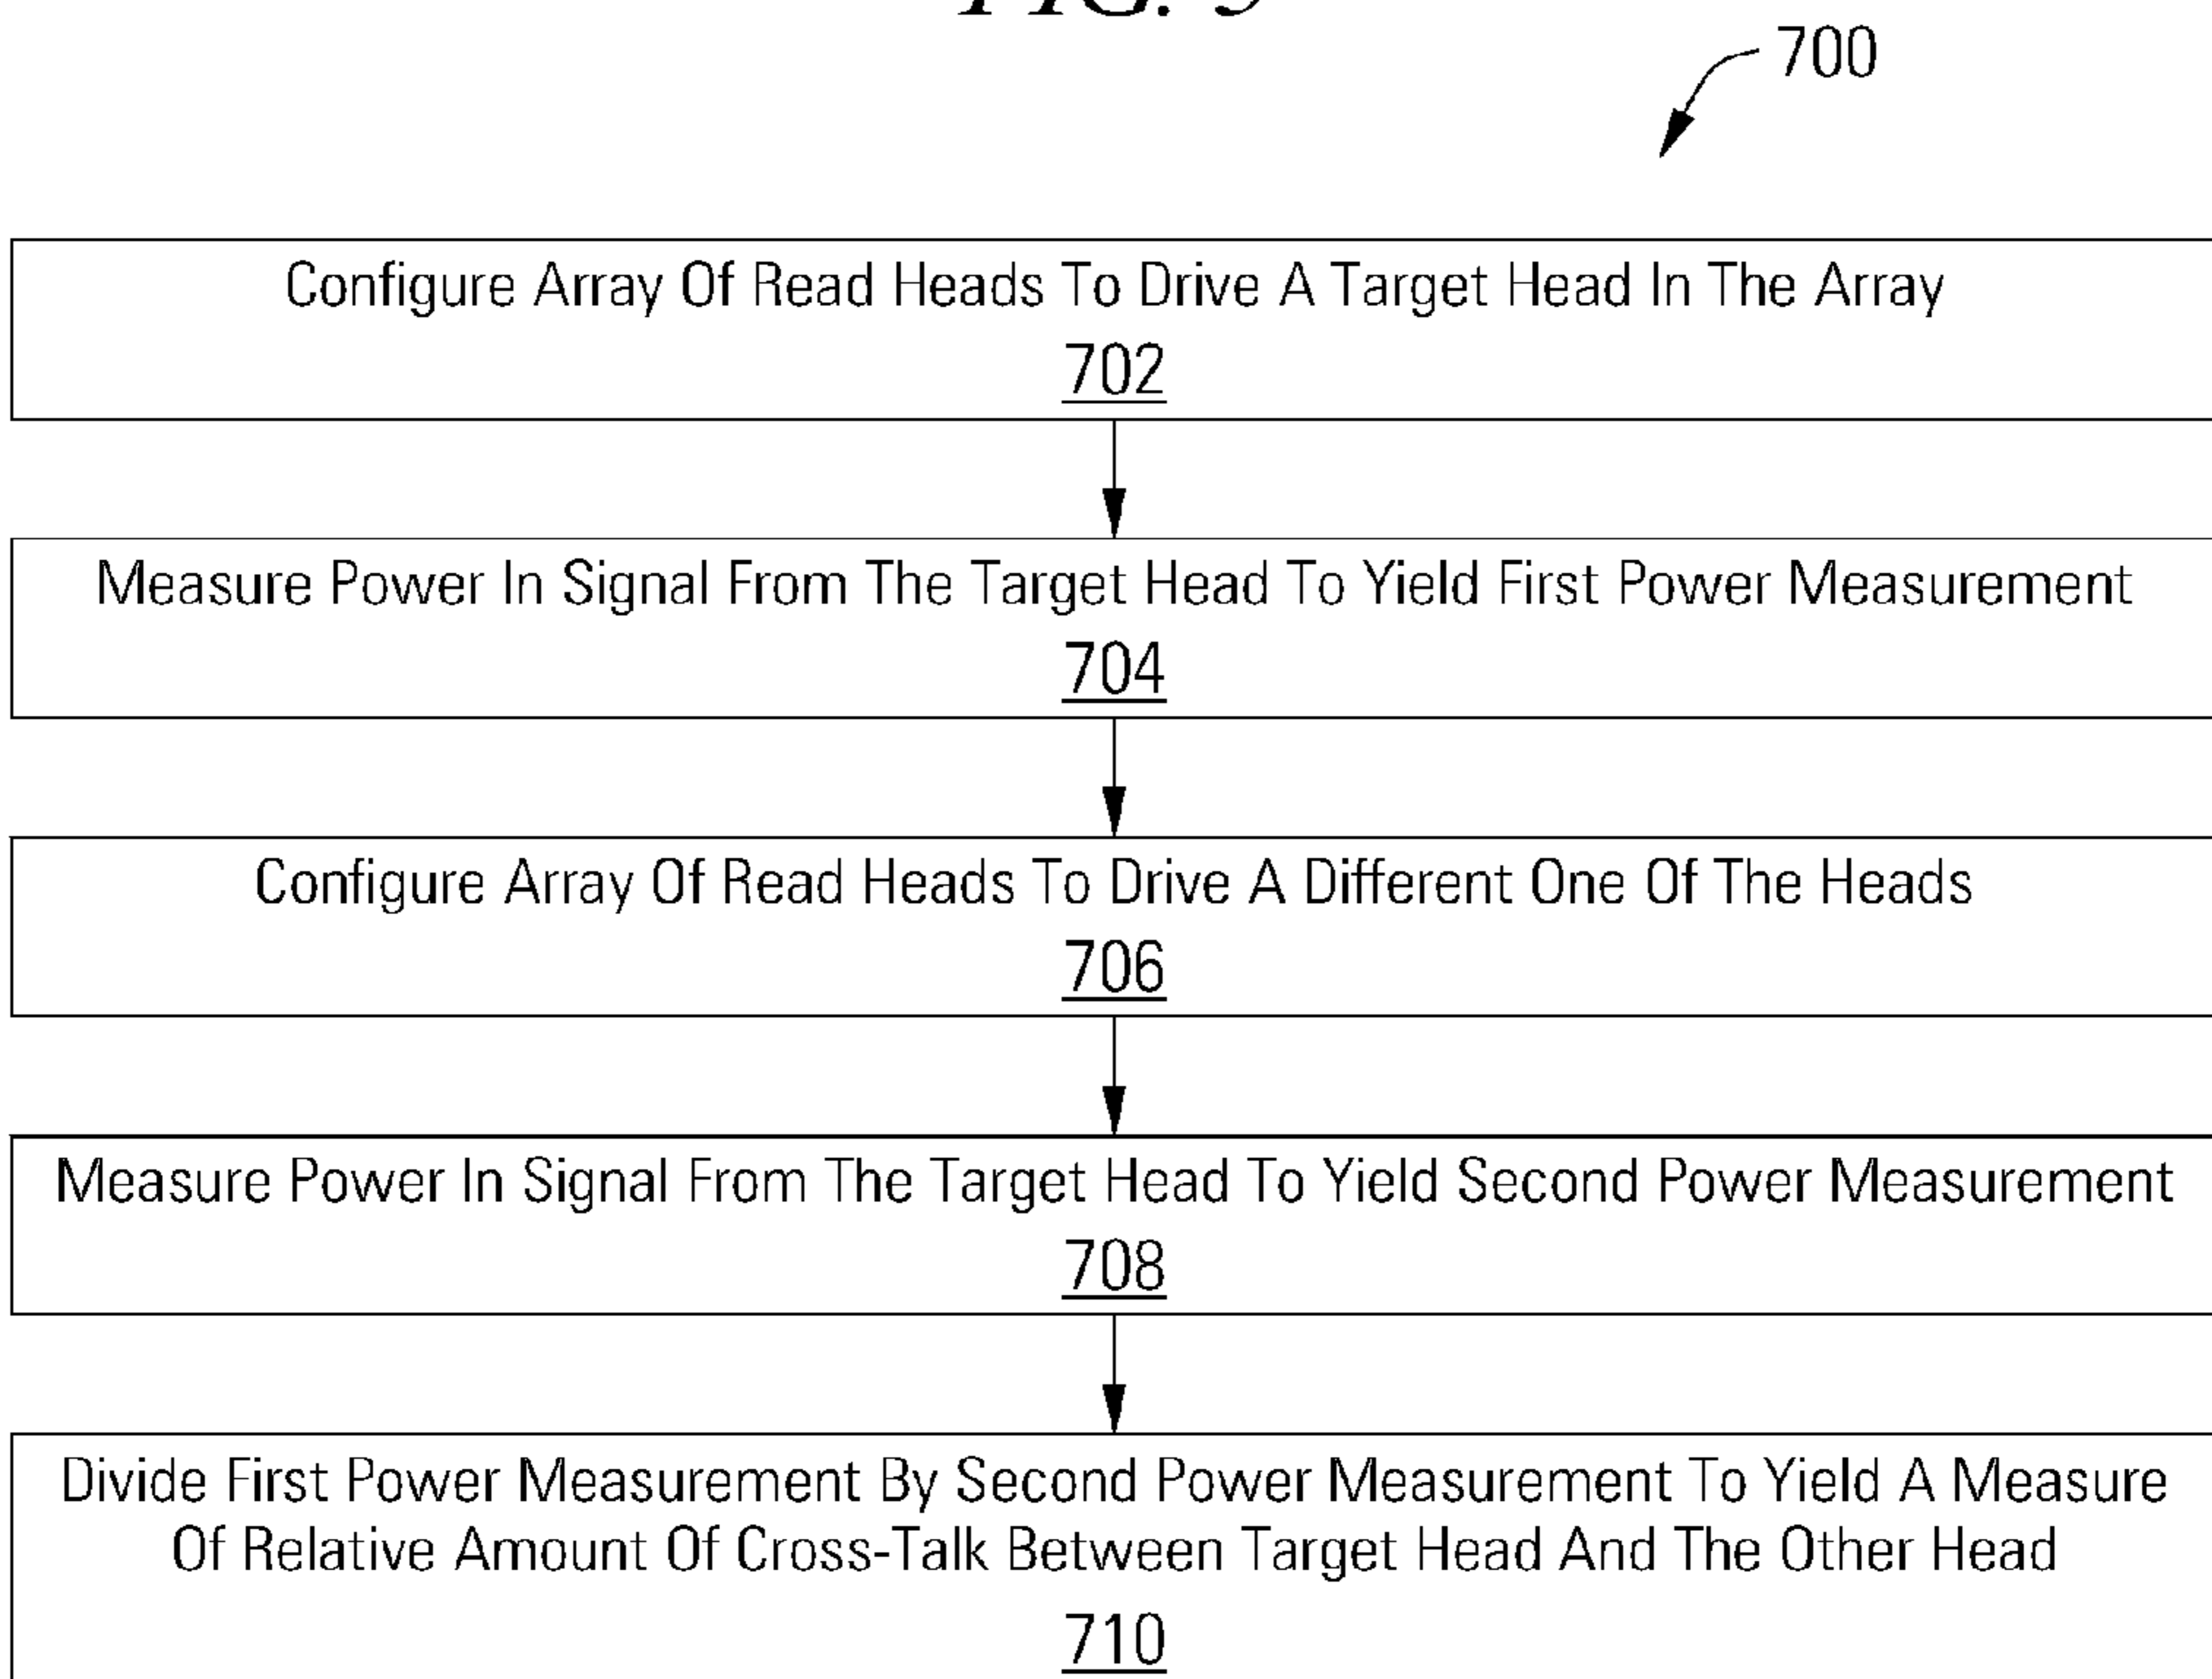 FIG.
700
Configure Array Of Read Heads To Drive A Target Head In The Array
702
Measure Power In Signal From The Target Head To Yield First Power Measurement
704
Configure Array Of Read Heads To Drive A Different One Of The Heads
706
Measure Power In Signal From The Target Head To Yield Second Power Measurement
708
Divide First Power Measurement By Second Power Measurement To Yield A Measure
Of Relative Amount Of Cross-Talk Between Target Head And The Other Head
710